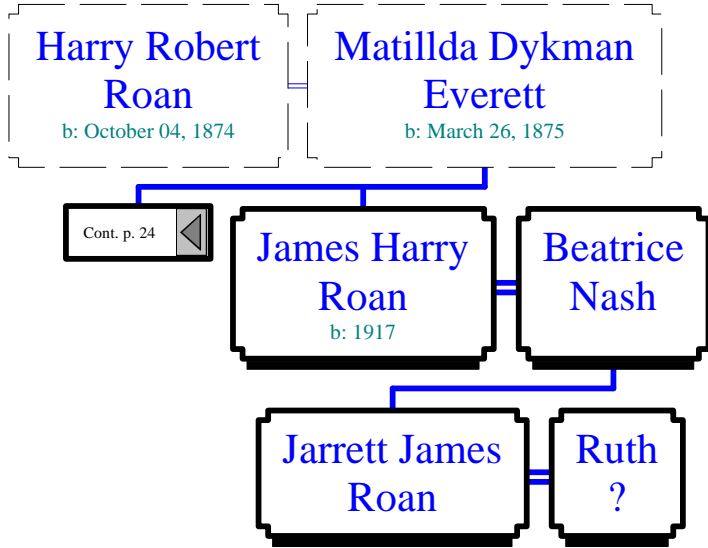 Harry Robert
Roan
b: October 04, 1874
Matillda Dykman
Everett
b: March 26, 1875
Cont. p. 24
James Harry
Roan
b: 1917
Beatrice
Nash
Jarrett James
Roan
Ruth
?